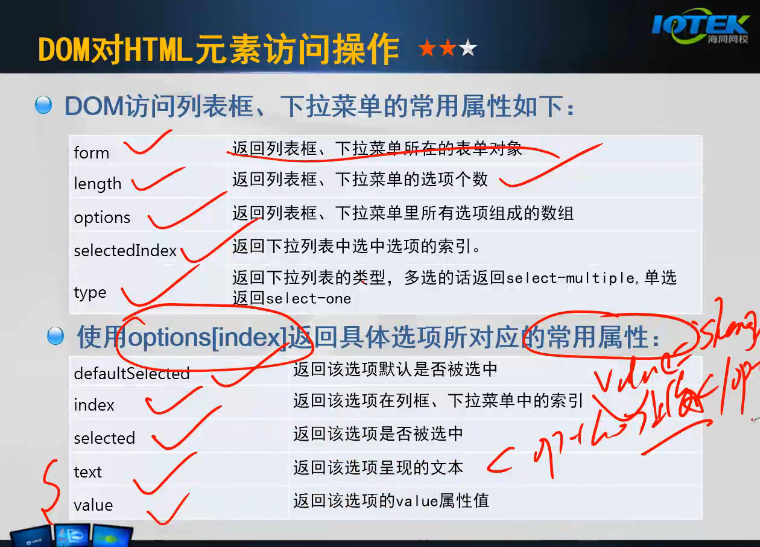 IOTEK
海同网校
DOM对HTML元素访问操作
DOM访问列表框、下拉菜单的常用属性如下：
form 返回列表框、下拉菜单所在的表单对象
length 返回列表框、下拉菜单的选项个数
options 返回列表框、下拉菜单里所有选项组成的数组
selectedIndex 返回下拉列表中选中选项的索引。
type 返回下拉列表的类型，多选的话返回select-multiple,单选
返回select-one
使用options[index]返回具体选项所对应的常用属性：
defaultSelected 返回该选项默认是否被选中
index 返回该选项在列框、下拉菜单中的索引
selected 返回该选项是否被选中
text 返回该选项呈现的文本
value 返回该选项的value属性值